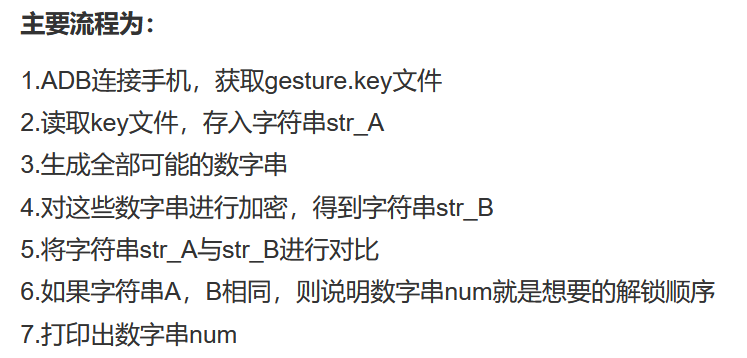 主要流程为：
1.ADB连接手机，获取gesture.key文件
2.读取key文件，存入字符串str_A
3.生成全部可能的数字串
4.对这些数字串进行加密，得到字符串str_B
5.将字符串str_A与str_B进行对比
6.如果字符串A，B相同，则说明数字串num就是想要的解锁顺序
7.打印出数字串num